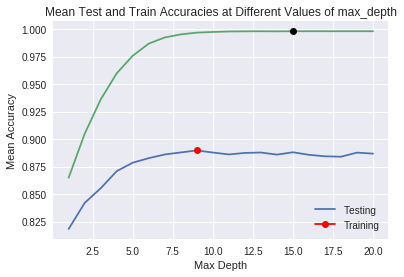 Mean Test and Train Accuracies at Different Values of max_depth
1.000
0.975
0.950
0.925
0.900
0.875
0.850
0.825
Mean Accuracy
Testing
Training
2.5 5.0 7.5 10.0 12.5 15.0 17.5 20.0
Max Depth